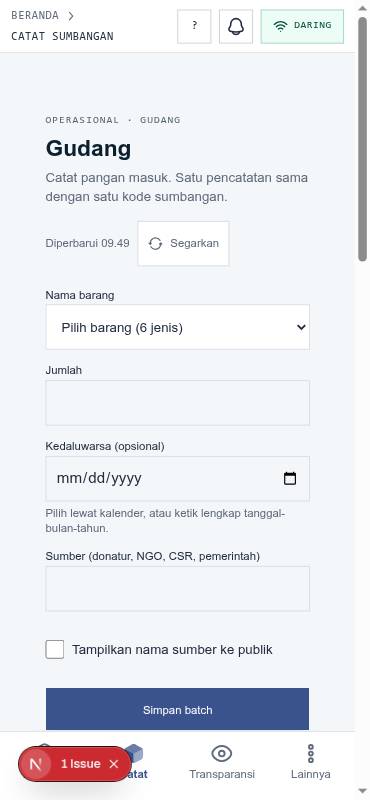 BERANDA
CATAT SUMBANGAN
?
DARING
OPERASIONAL · GUDANG
Gudang
Catat pangan masuk. Satu pencatatan sama
dengan satu kode sumbangan.
Diperbarui 09.49
Segarkan
Nama barang
Pilih barang (6 jenis)
Jumlah
Kedaluwarsa (opsional)
mm/dd/yyyy
Pilih lewat kalender, atau ketik lengkap tanggal-
bulan-tahun.
Sumber (donatur, NGO, CSR, pemerintah)
Tampilkan nama sumber ke publik
Simpan batch
N 1 Issue
Transparansi
Lainnya